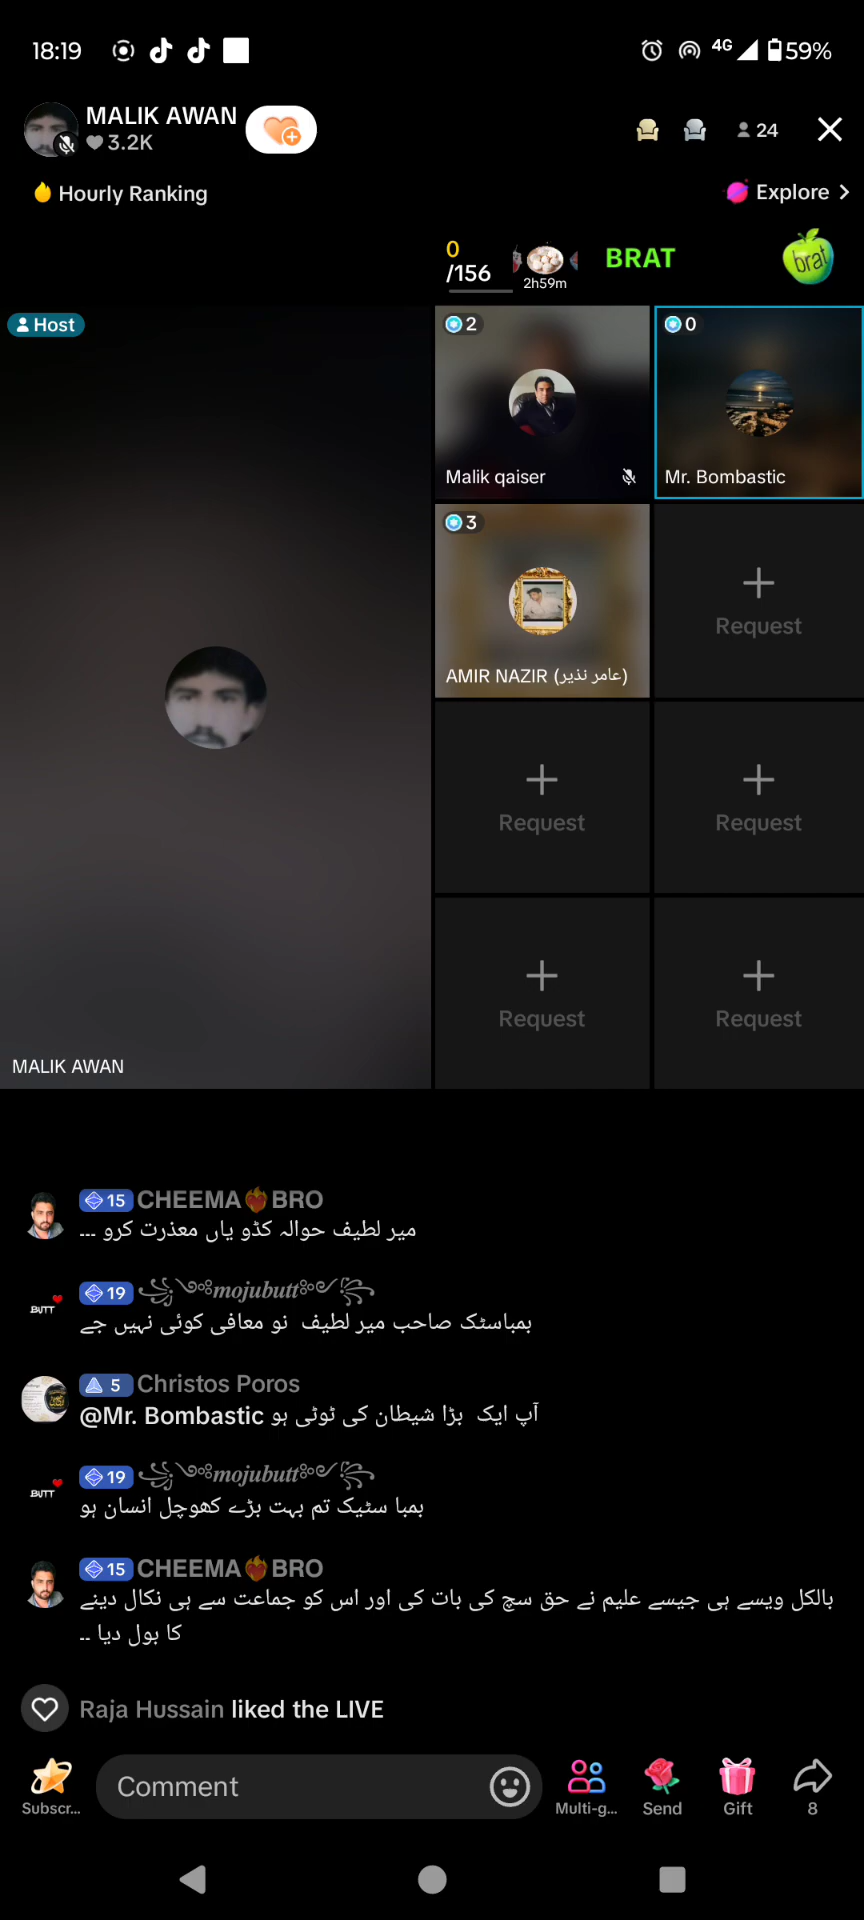 18:19
4G
59%
MALIK AWAN
3.2K
24
Hourly Ranking
Explore
0
/156
2h59m
BRAT
brat
Host
2
Malik qaiser
0
Mr. Bombastic
3
AMIR NAZIR (عامر نذیر)
Request
Request
Request
Request
Request
MALIK AWAN
15 CHEEMA❤️‍🔥BRO
میر لطیف حوالہ کڈو یاں معذرت کرو ...
BUTT
19 ꧁༺mojubutt༻꧂
بمباسٹک صاحب میر لطیف نو معافی کوئی نہیں جے
5 Christos Poros
@Mr. Bombastic آپ ایک بڑا شیطان کی ٹوٹی ہو
BUTT
19 ꧁༺mojubutt༻꧂
بمبا سٹیک تم بہت بڑے کھوچل انسان ہو
15 CHEEMA❤️‍🔥BRO
بالکل ویسے ہی جیسے علیم نے حق سچ کی بات کی اور اس کو جماعت سے ہی نکال دینے
کا بول دیا ..
Raja Hussain liked the LIVE
Comment
Subscr...
Multi-g...
Send
Gift
8